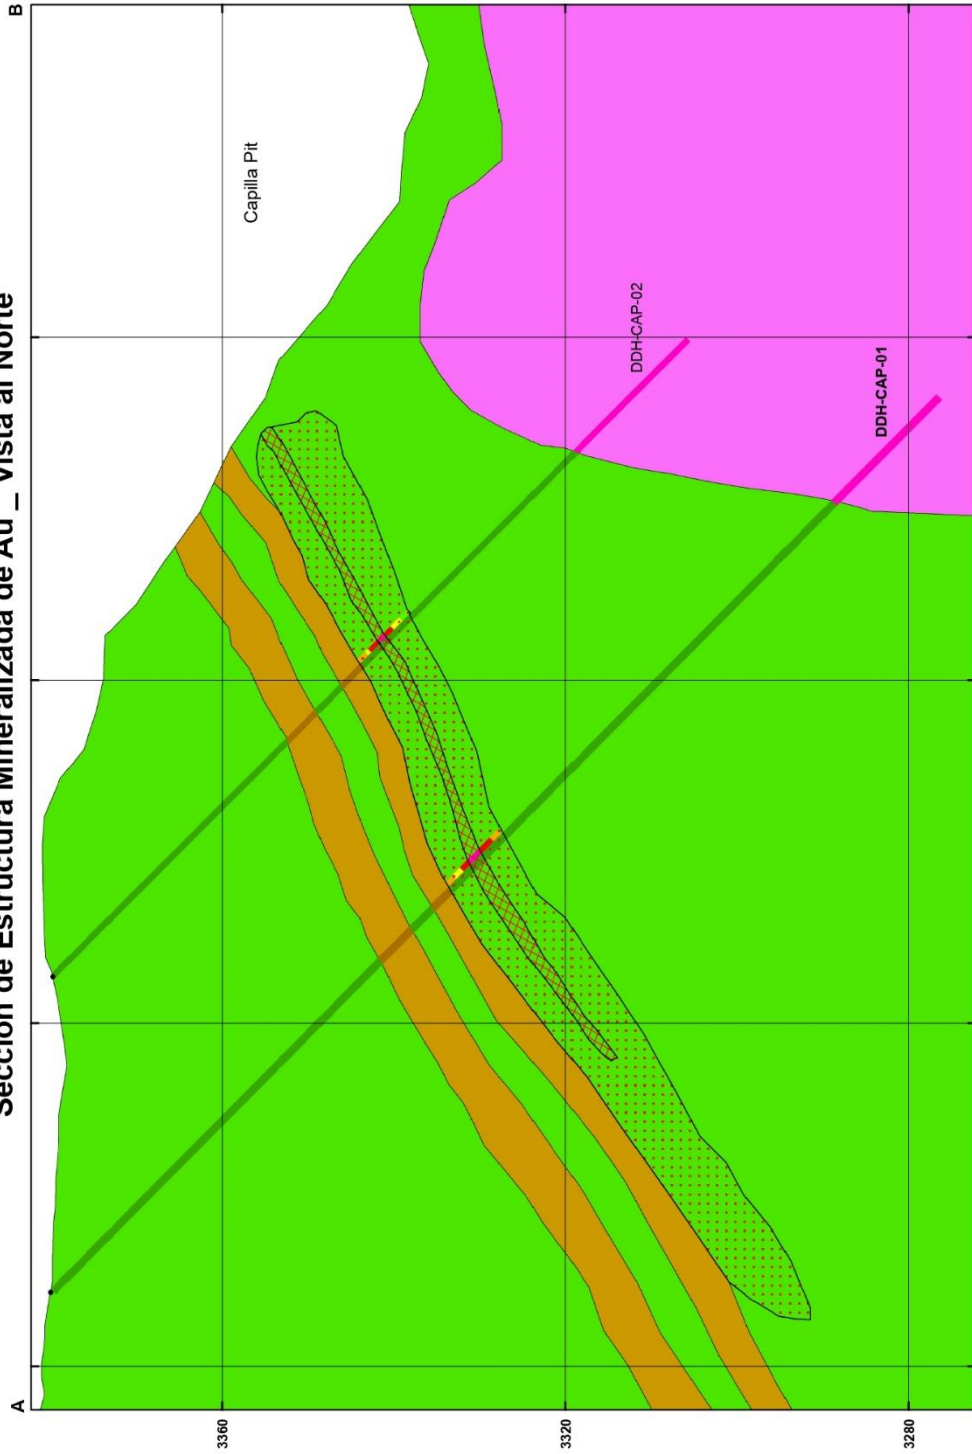 Sección de Estructura Mineralizada de Au _ Vista al Norte
A
B
Capilla Pit
3360
3320
3280
DDH-CAP-02
DDH-CAP-01